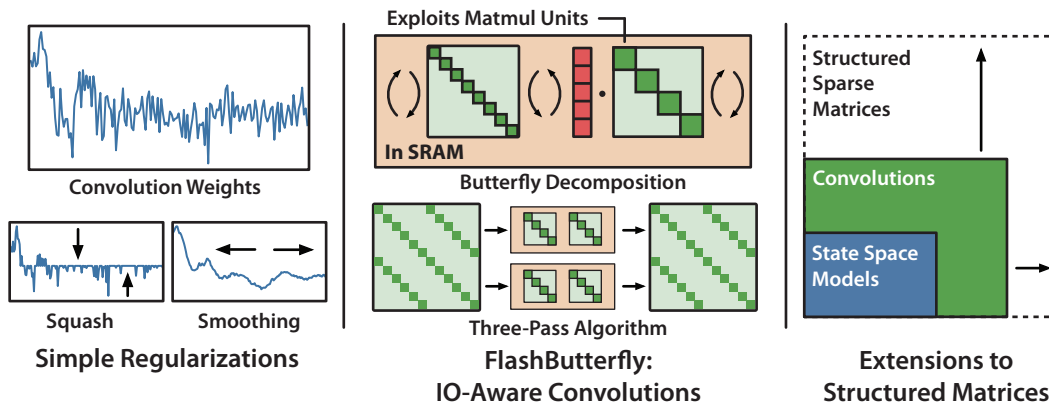 Convolution Weights
Squash
Smoothing
Simple Regularizations
Exploits Matmul Units
In SRAM
Butterfly Decomposition
Three-Pass Algorithm
FlashButterfly:
IO-Aware Convolutions
Structured
Sparse
Matrices
Convolutions
State Space
Models
Extensions to
Structured Matrices